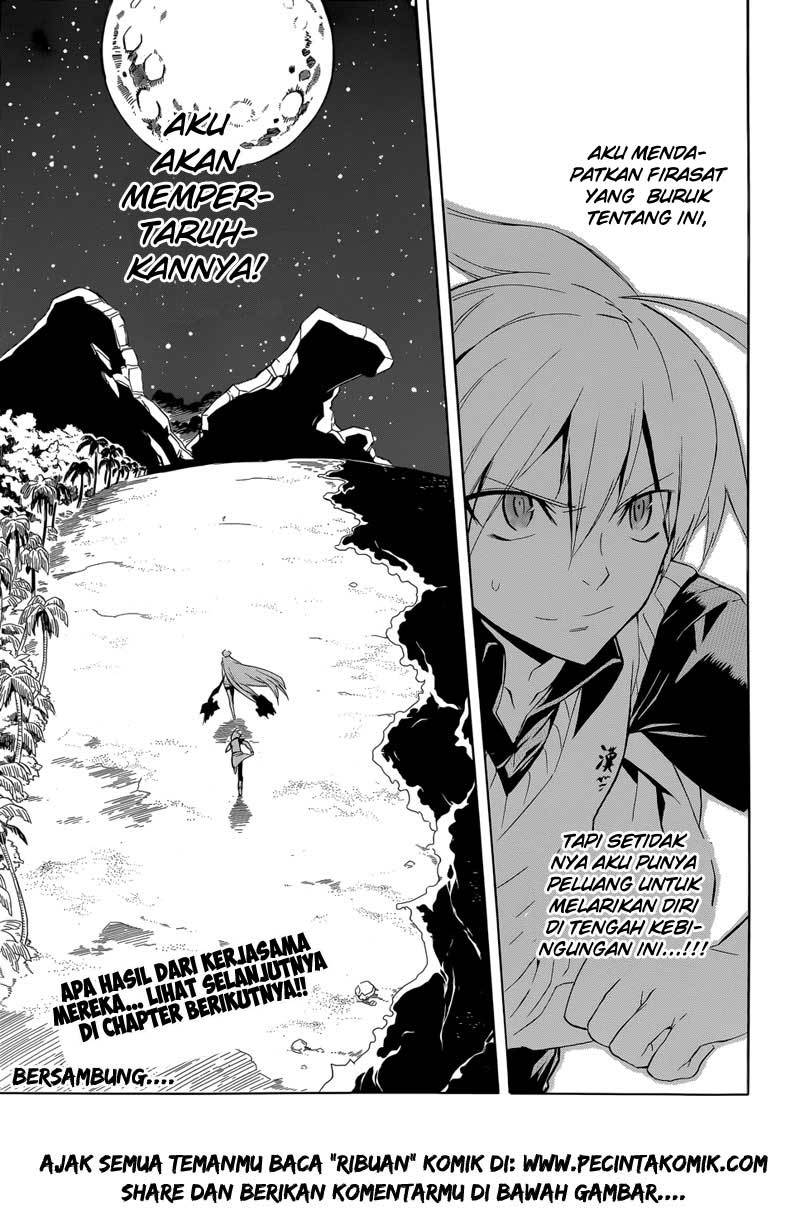 AKU MENDA-
PATKAN FIRASAT
YANG BURUK
TENTANG INI,
漢
TAPI SETIDAK
NYA AKU PUNYA
PELUANG UNTUK
MELARIKAN DIRI
DI TENGAH KEBI-
NGUNGAN INI...!!!
AKU
AKAN
MEMPER-
TARUH-
KANNYA!
APA HASIL DARI KERJASAMA
MEREKA... LIHAT SELANJUTNYA
DI CHAPTER BERIKUTNYA!!
BERSAMBUNG....
AJAK SEMUA TEMANMU BACA "RIBUAN" KOMIK DI: WWW.PECINTAKOMIK.COM
SHARE DAN BERIKAN KOMENTARMU DI BAWAH GAMBAR....